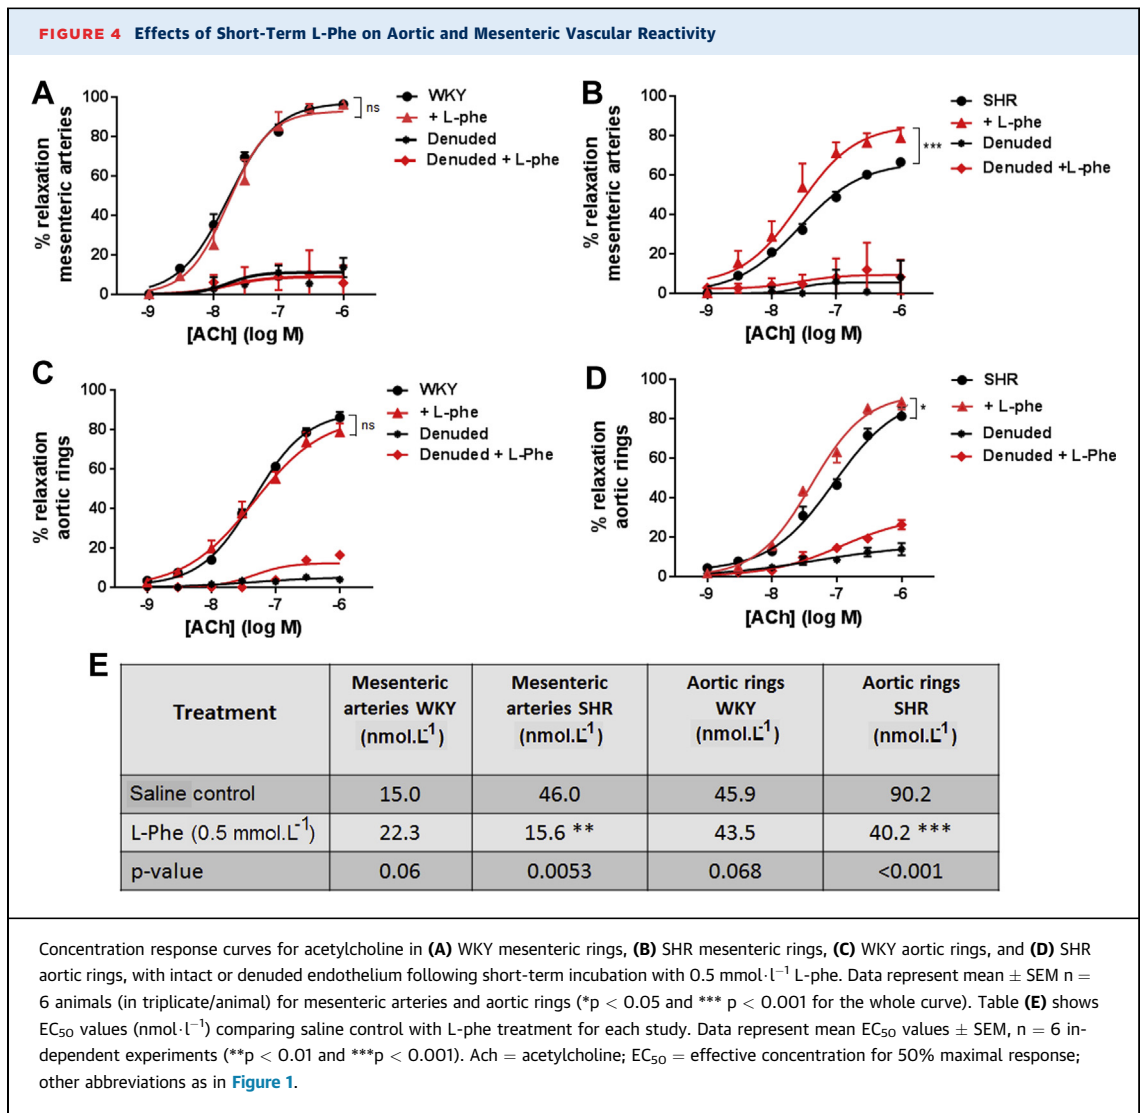 FIGURE 4 Effects of Short-Term L-Phe on Aortic and Mesenteric Vascular Reactivity
A
% relaxation
mesenteric arteries
100
80
60
40
20
0
-9 -8 -7 -6
[ACh] (log M)
WKY
+ L-phe
Denuded
Denuded + L-phe
ns
B
% relaxation
mesenteric arteries
100
80
60
40
20
0
-9 -8 -7 -6
[ACh] (log M)
SHR
+ L-phe
Denuded
Denuded +L-phe
***
C
% relaxation
aortic rings
100
80
60
40
20
0
-9 -8 -7 -6
[ACh] (log M)
WKY
+ L-phe
Denuded
Denuded + L-Phe
ns
D
% relaxation
aortic rings
100
80
60
40
20
0
-9 -8 -7 -6
[ACh] (log M)
SHR
+ L-phe
Denuded
Denuded + L-Phe
*
E
Treatment
Mesenteric
arteries WKY
(nmol.L⁻¹)
Mesenteric
arteries SHR
(nmol.L⁻¹)
Aortic rings
WKY
(nmol.L⁻¹)
Aortic rings
SHR
(nmol.L⁻¹)
Saline control 15.0 46.0 45.9 90.2
L-Phe (0.5 mmol.L⁻¹) 22.3 15.6 ** 43.5 40.2 ***
p-value 0.06 0.0053 0.068 <0.001
Concentration response curves for acetylcholine in (A) WKY mesenteric rings, (B) SHR mesenteric rings, (C) WKY aortic rings, and (D) SHR
aortic rings, with intact or denuded endothelium following short-term incubation with 0.5 mmol·l⁻¹ L-phe. Data represent mean ± SEM n =
6 animals (in triplicate/animal) for mesenteric arteries and aortic rings (*p < 0.05 and *** p < 0.001 for the whole curve). Table (E) shows
EC₅₀ values (nmol·l⁻¹) comparing saline control with L-phe treatment for each study. Data represent mean EC₅₀ values ± SEM, n = 6 in-
dependent experiments (**p < 0.01 and ***p < 0.001). Ach = acetylcholine; EC₅₀ = effective concentration for 50% maximal response;
other abbreviations as in Figure 1.